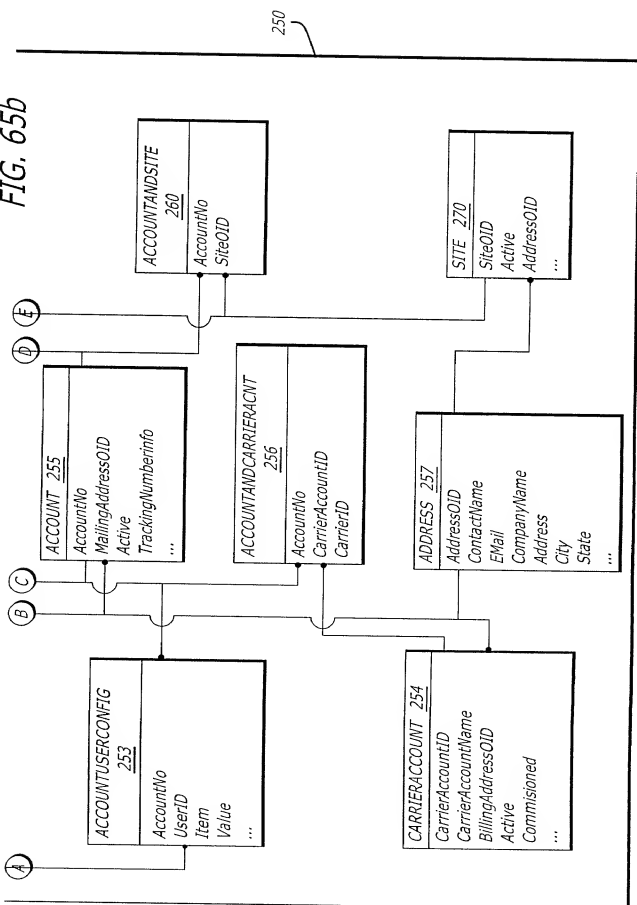 FIG. 65b
250
A
B
C
D
E
ACCOUNTUSERCONFIG
253
AccountNo
UserID
Item
Value
...
ACCOUNT 255
AccountNo
MailingAddressOID
Active
TrackingNumberinfo
...
ACCOUNTANDSITE
260
AccountNo
SiteOID
ACCOUNTANDCARRIERACNT
256
AccountNo
CarrierAccountID
CarrierID
CARRIERACCOUNT 254
CarrierAccountID
CarrierAccountName
BillingAddressOID
Active
Commisioned
...
ADDRESS 257
AddressOID
ContactName
EMail
CompanyName
Address
City
State
...
SITE 270
SiteOID
Active
AddressOID
...